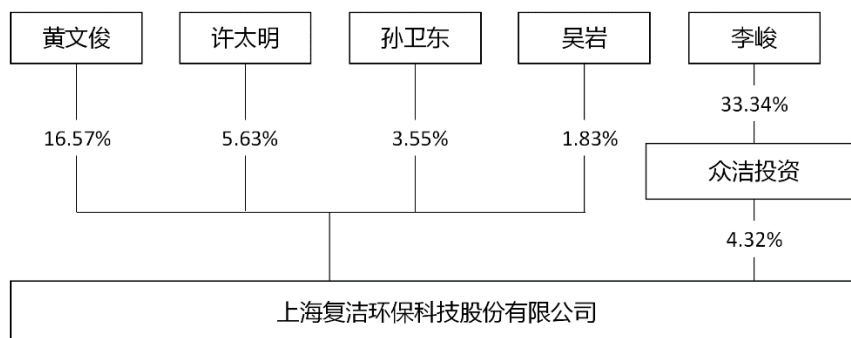 黄文俊
许太明
孙卫东
吴岩
李峻
33.34%
16.57%
5.63%
3.55%
1.83%
众洁投资
4.32%
上海复洁环保科技股份有限公司